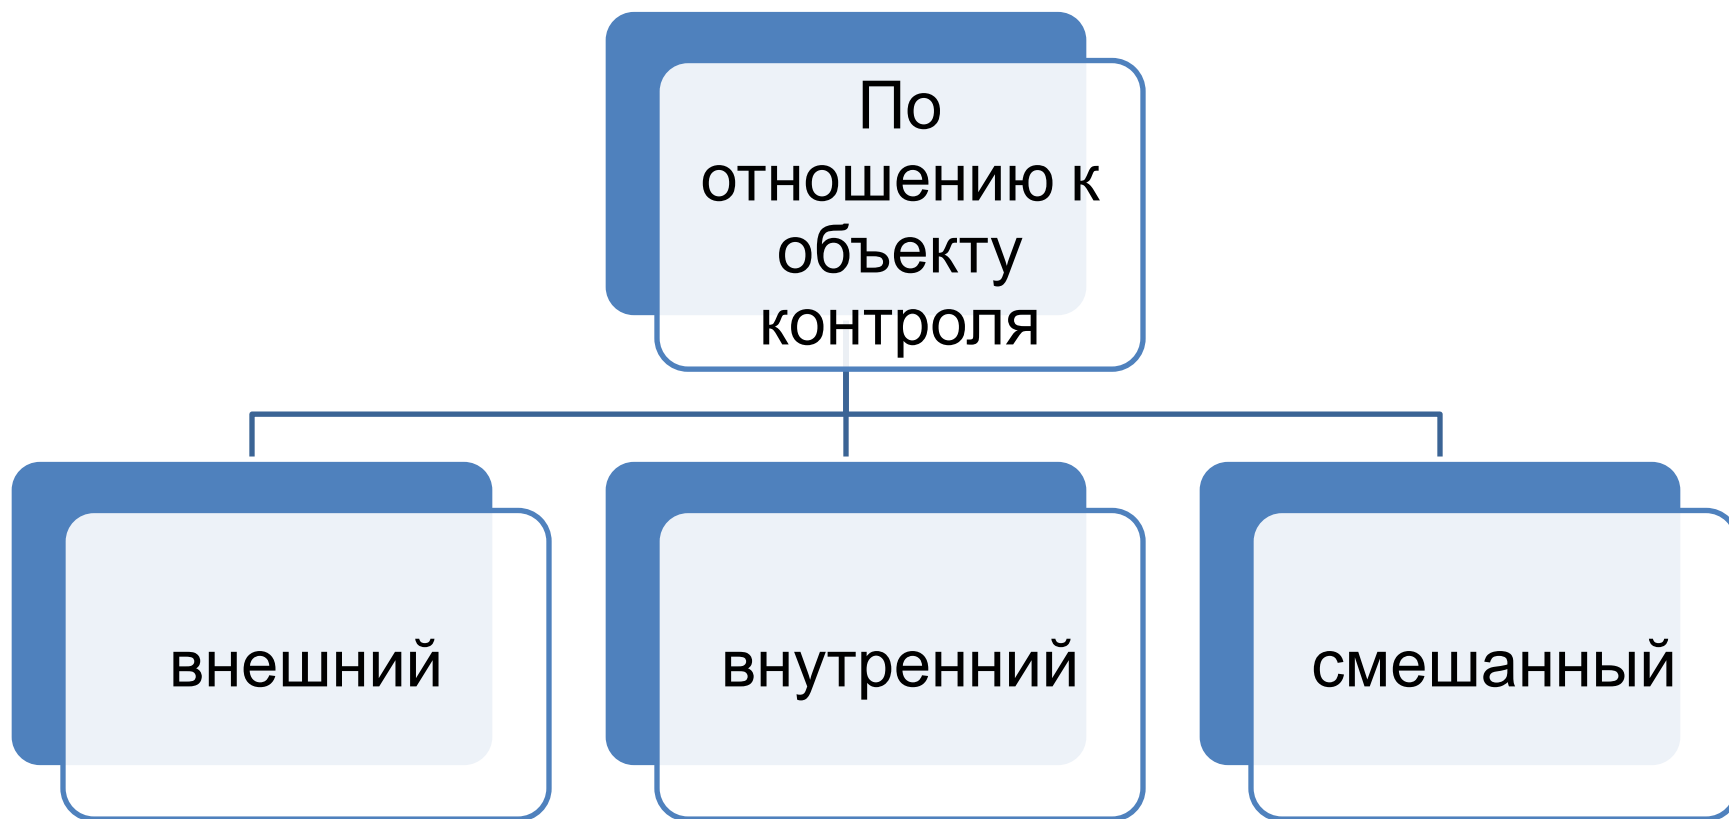 По
отношению к
объекту
контроля
внешний
внутренний
смешанный